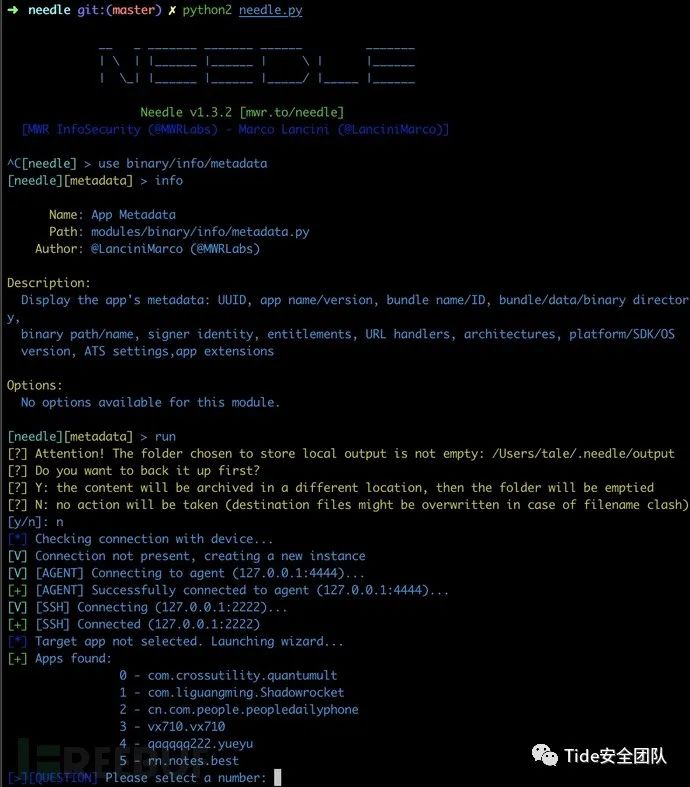 ➜ needle git:(master) ✗ python2 needle.py
NEEDLE
Needle v1.3.2 [mwr.to/needle]
[MWR InfoSecurity (@MWRLabs) - Marco Lancini (@LanciniMarco)]
^C[needle] > use binary/info/metadata
[needle][metadata] > info
Name: App Metadata
Path: modules/binary/info/metadata.py
Author: @LanciniMarco (@MWRLabs)
Description:
Display the app's metadata: UUID, app name/version, bundle name/ID, bundle/data/binary director
y,
binary path/name, signer identity, entitlements, URL handlers, architectures, platform/SDK/OS
version, ATS settings,app extensions
Options:
No options available for this module.
[needle][metadata] > run
[?] Attention! The folder chosen to store local output is not empty: /Users/tale/.needle/output
[?] Do you want to back it up first?
[?] Y: the content will be archived in a different location, then the folder will be emptied
[?] N: no action will be taken (destination files might be overwritten in case of filename clash)
[y/n]: n
[*] Checking connection with device...
[V] Connection not present, creating a new instance
[V] [AGENT] Connecting to agent (127.0.0.1:4444)...
[+] [AGENT] Successfully connected to agent (127.0.0.1:4444)...
[V] [SSH] Connecting (127.0.0.1:2222)...
[+] [SSH] Connected (127.0.0.1:2222)
[*] Target app not selected. Launching wizard...
[+] Apps found:
0 - com.crossutility.quantumult
1 - com.liguangming.Shadowrocket
2 - cn.com.people.peopledailyphone
3 - vx710.vx710
4 - qaqqqq222.yueyu
5 - rn.notes.best
[>][QUESTION] Please select a number:
FREEBUF
Tide安全团队